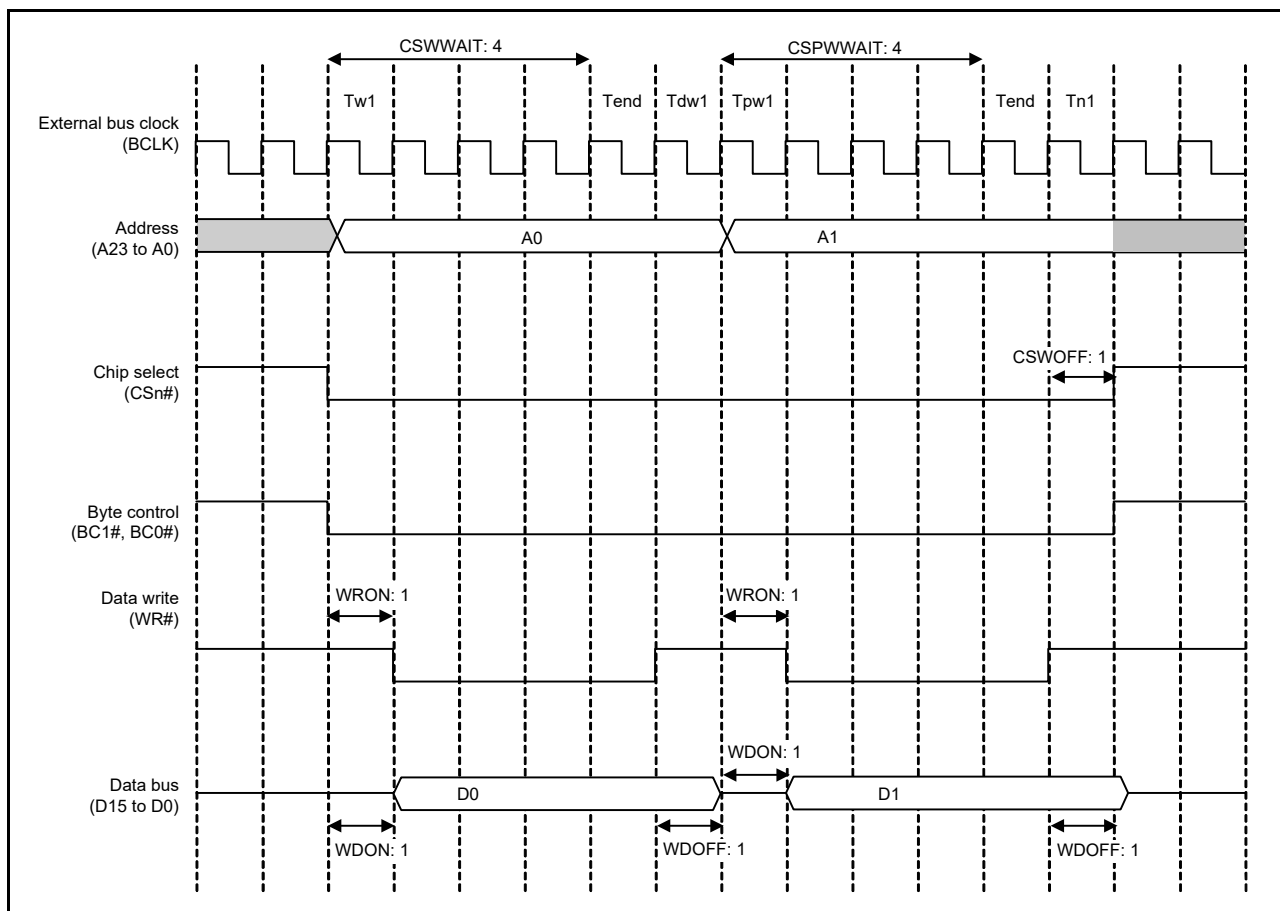 CSWWAIT: 4
CSPWWAIT: 4
Tw1
Tend
Tdw1
Tpw1
Tend
Tn1
External bus clock
(BCLK)
Address
(A23 to A0)
A0
A1
CSWOFF: 1
Chip select
(CSn#)
Byte control
(BC1#, BC0#)
Data write
(WR#)
WRON: 1
WRON: 1
WDON: 1
Data bus
(D15 to D0)
D0
D1
WDON: 1
WDOFF: 1
WDOFF: 1